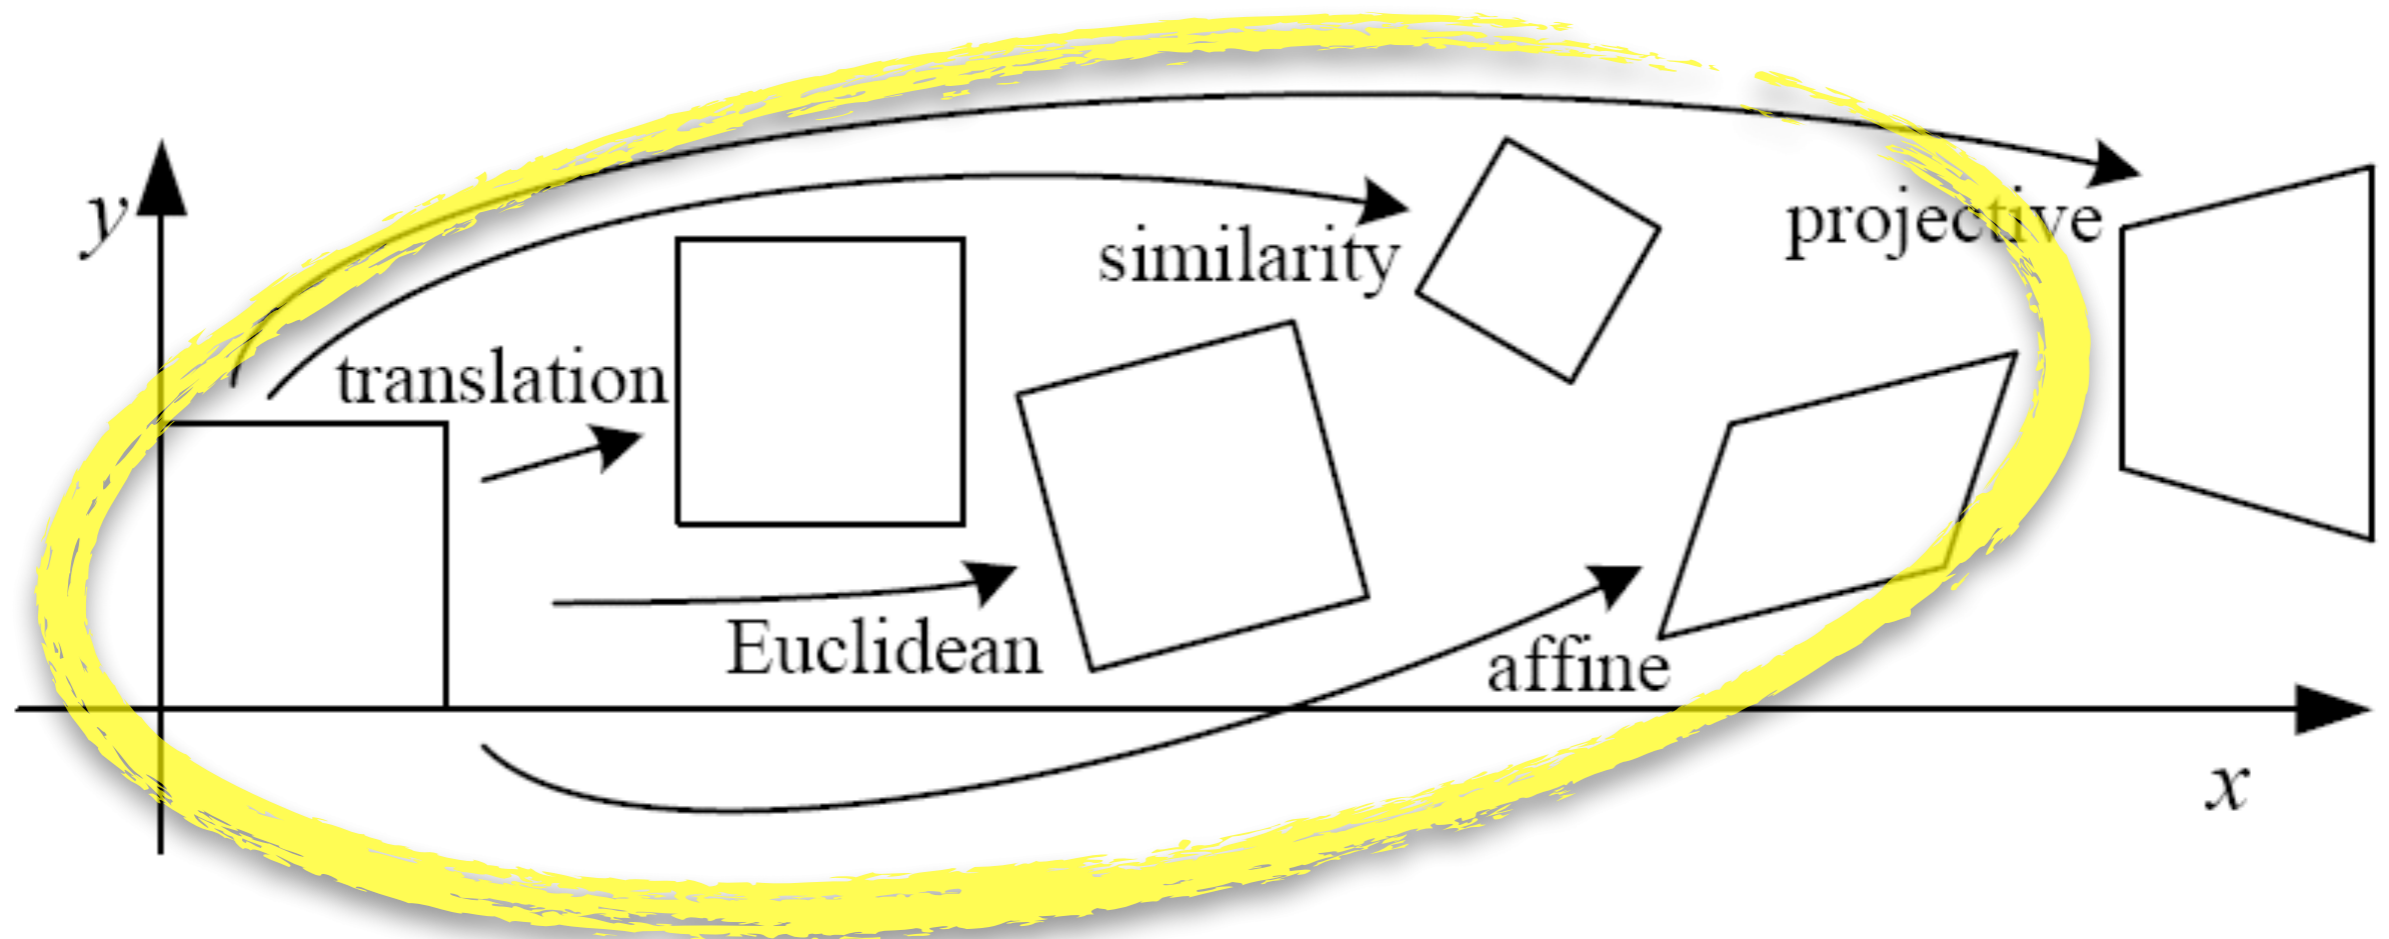 y
projective
similarity
translation
Euclidean
affine
x